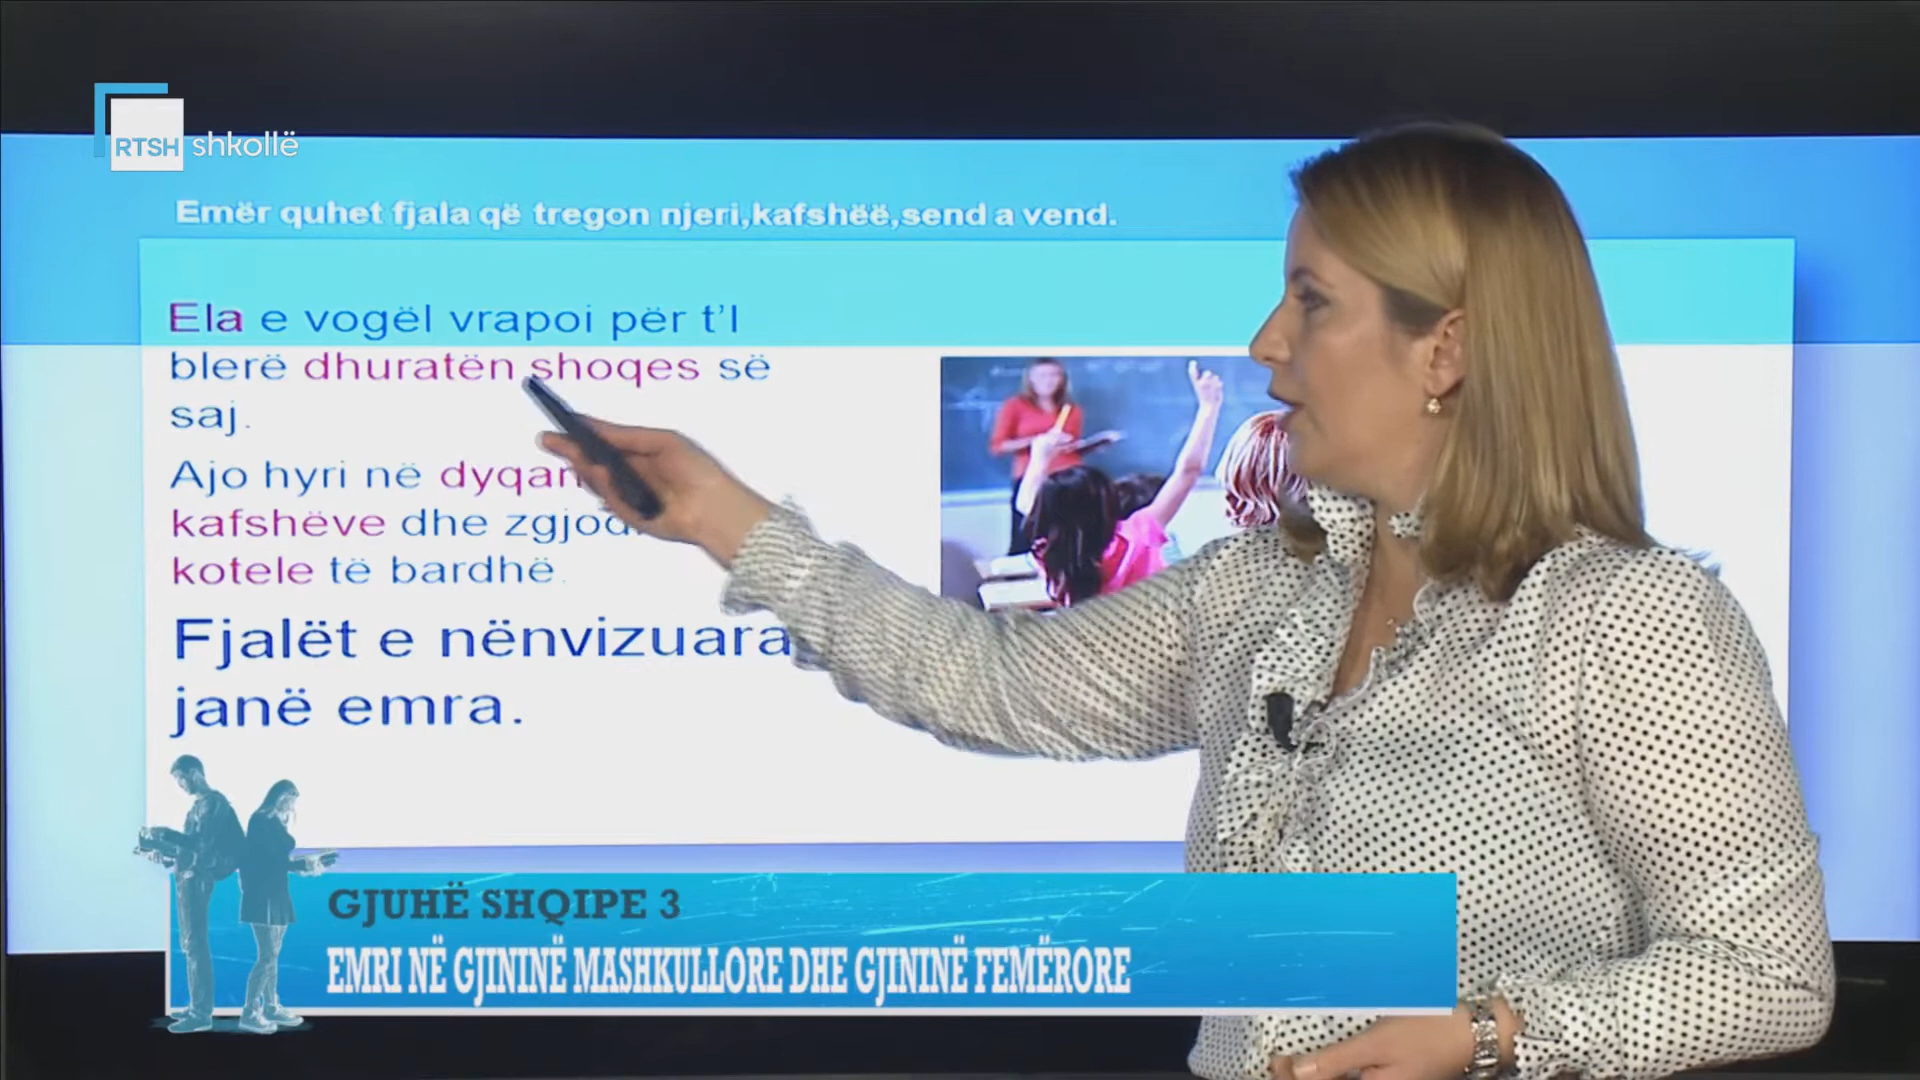 RTSH shkollë
Emër quhet fjala që tregon njeri,kafshëë,send a vend.
Ela e vogël vrapoi për t’I
blerë dhuratën shoqes së
saj.
Ajo hyri në dyqan
kafshëve dhe
kotele të bardhë.
Fjalët e nënvizuara
janë emra.
GJUHË SHQIPE 3
EMRI NË GJININË MASHKULLORE DHE GJININË FEMËRORE